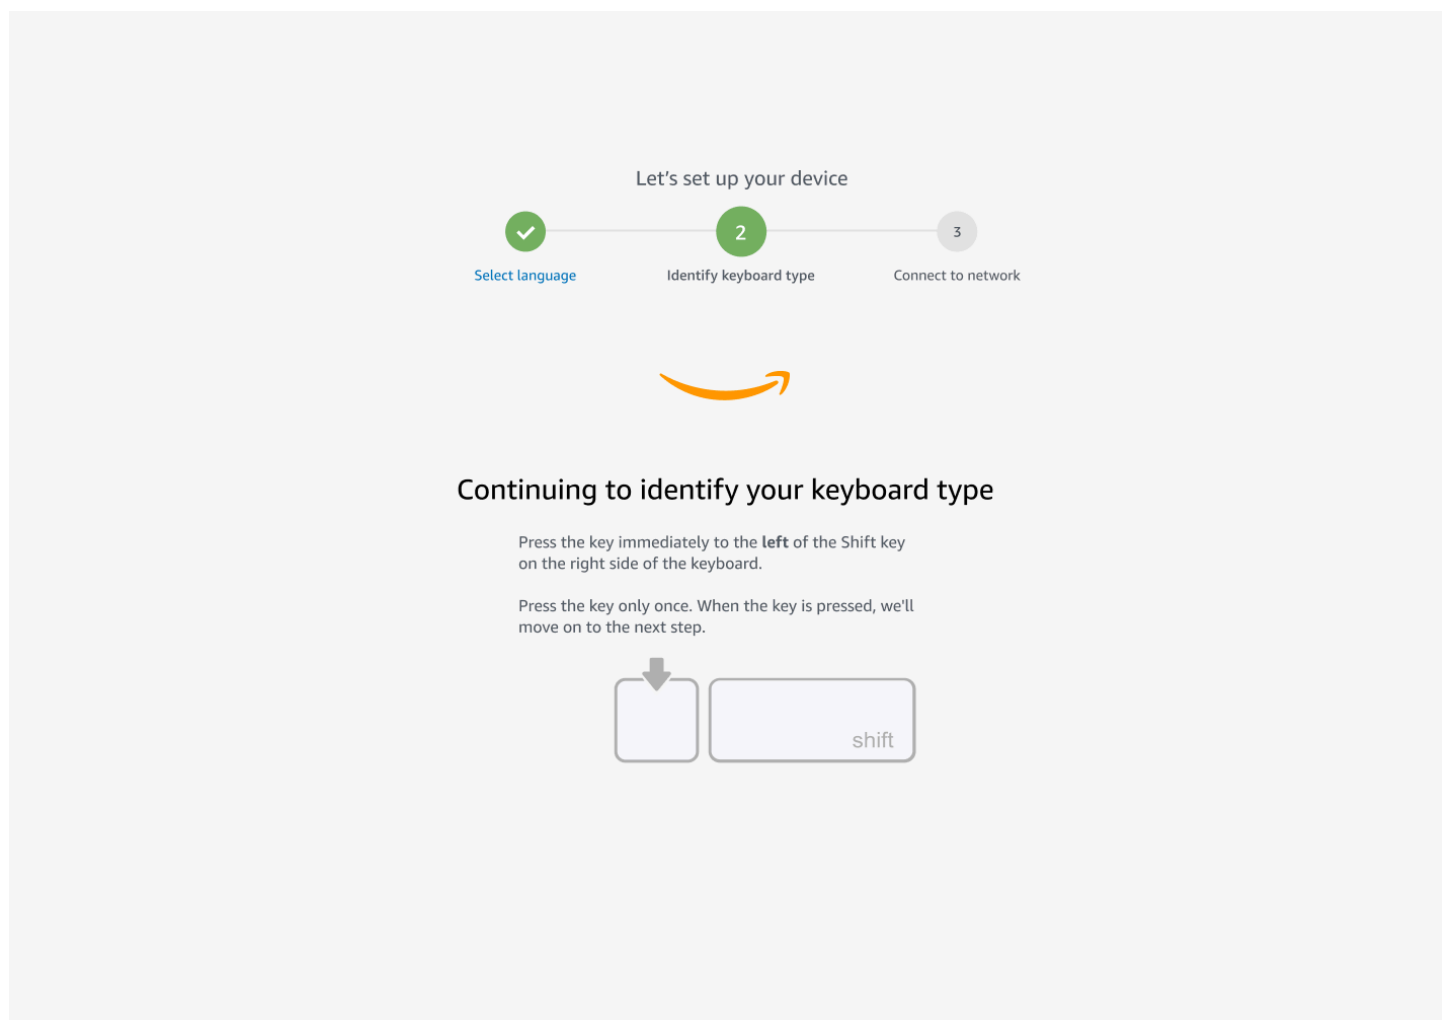 Let's set up your device
2
3
Select language
Identify keyboard type
Connect to network
Continuing to identify your keyboard type
Press the key immediately to the left of the Shift key
on the right side of the keyboard.
Press the key only once. When the key is pressed, we'll
move on to the next step.
shift